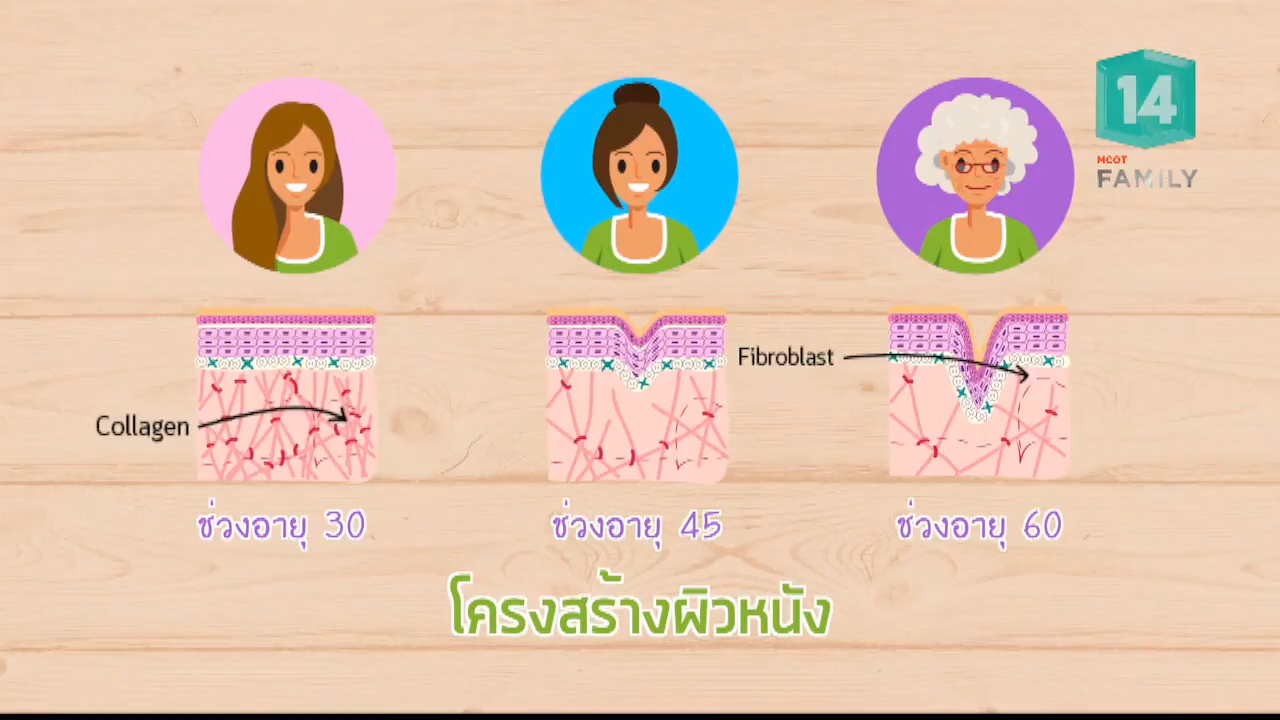 14
MCOT
FAMILY
Fibroblast
Collagen
ช่วงอายุ 30
ช่วงอายุ 45
ช่วงอายุ 60
โครงสร้างผิวหนัง